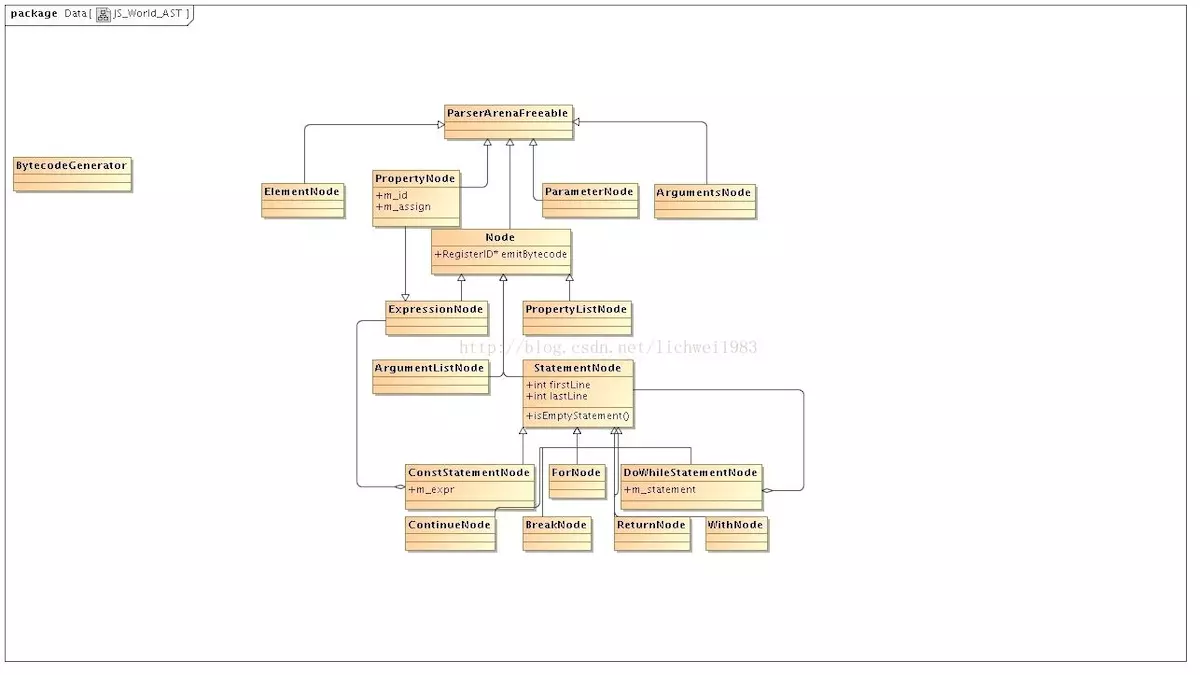 package Data[ JS_World_AST ]
ParserArenaFreeable
BytecodeGenerator
ElementNode
PropertyNode
+m_id
+m_assign
ParameterNode
ArgumentsNode
Node
+RegisterID* emitBytecode
ExpressionNode
PropertyListNode
http://blog.csdn.net/lichwei1983
ArgumentListNode
StatementNode
+int firstLine
+int lastLine
+isEmptyStatement()
ConstStatementNode
+m_expr
ForNode
DoWhileStatementNode
+m_statement
ContinueNode
BreakNode
ReturnNode
WithNode